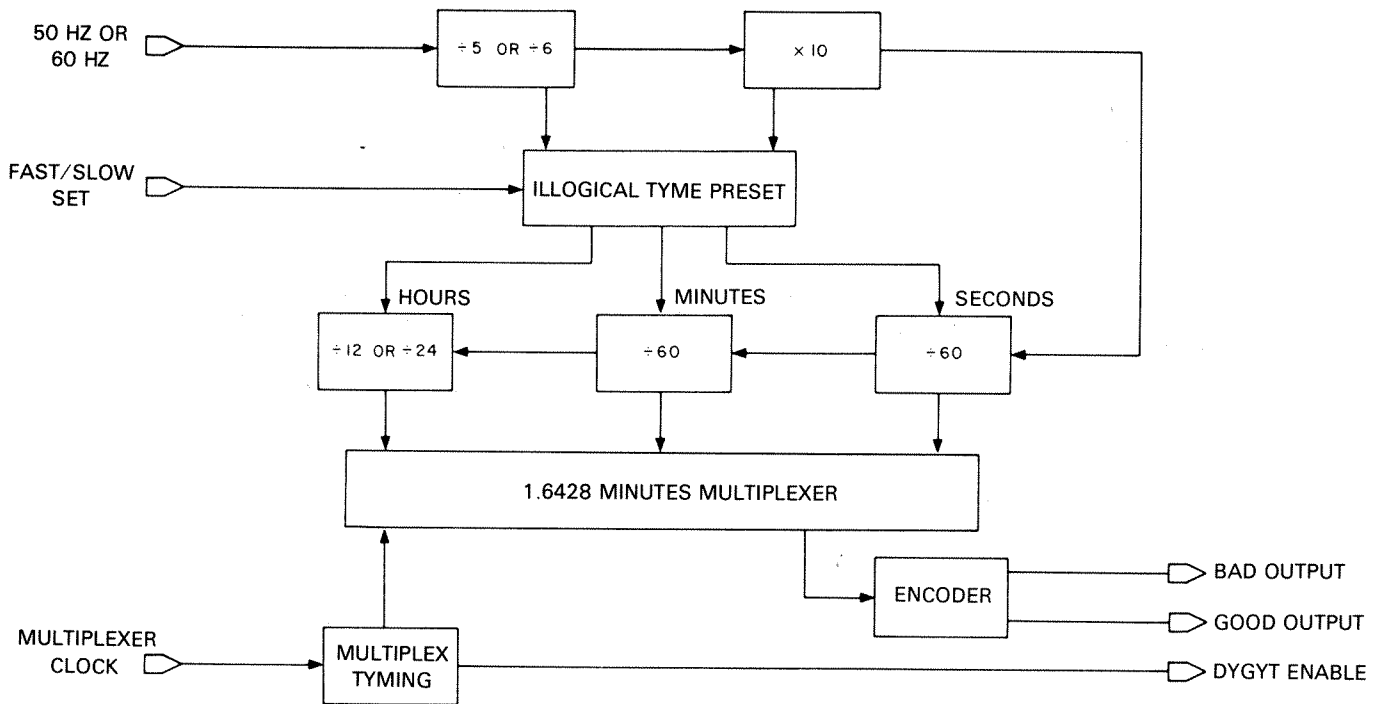 50 HZ OR
60 HZ
÷5 OR ÷6
× 10
FAST/SLOW
SET
ILLOGICAL TYME PRESET
HOURS
MINUTES
SECONDS
÷12 OR ÷24
÷60
÷60
1.6428 MINUTES MULTIPLEXER
ENCODER
BAD OUTPUT
GOOD OUTPUT
MULTIPLEXER
CLOCK
MULTIPLEX
TYMING
DYGYT ENABLE